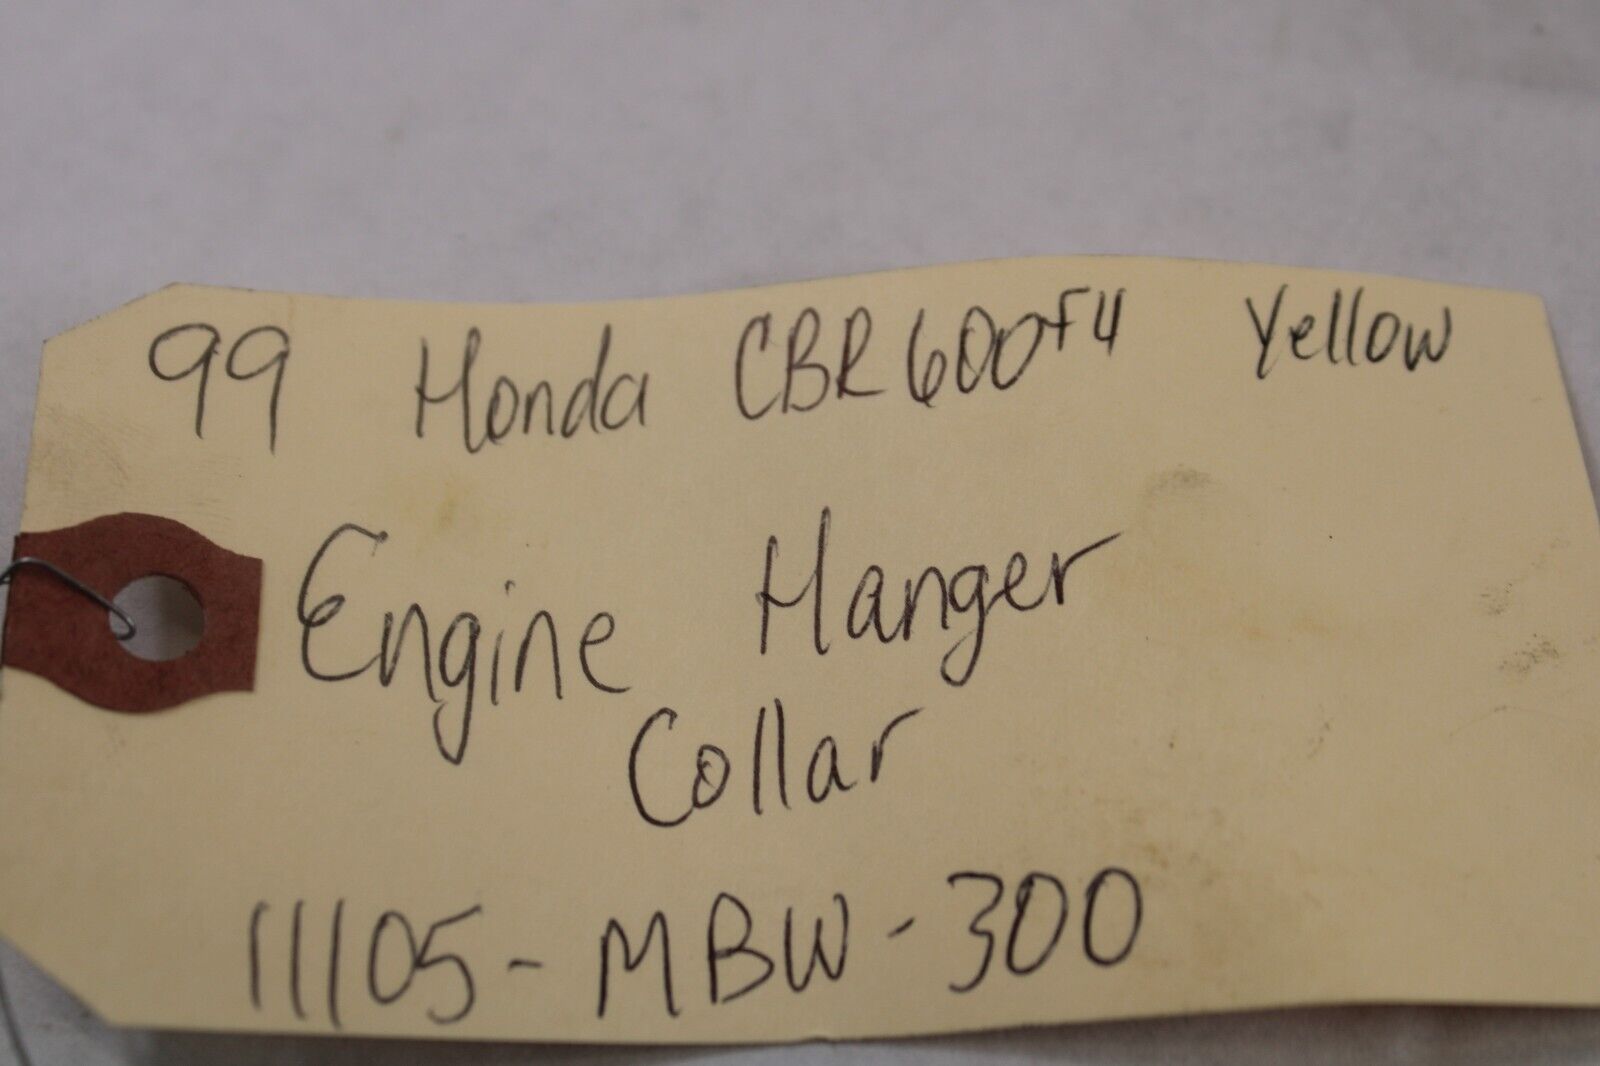 99 Honda CBR600F4 Yellow
Engine Hanger
Collar
11105-MBW-300